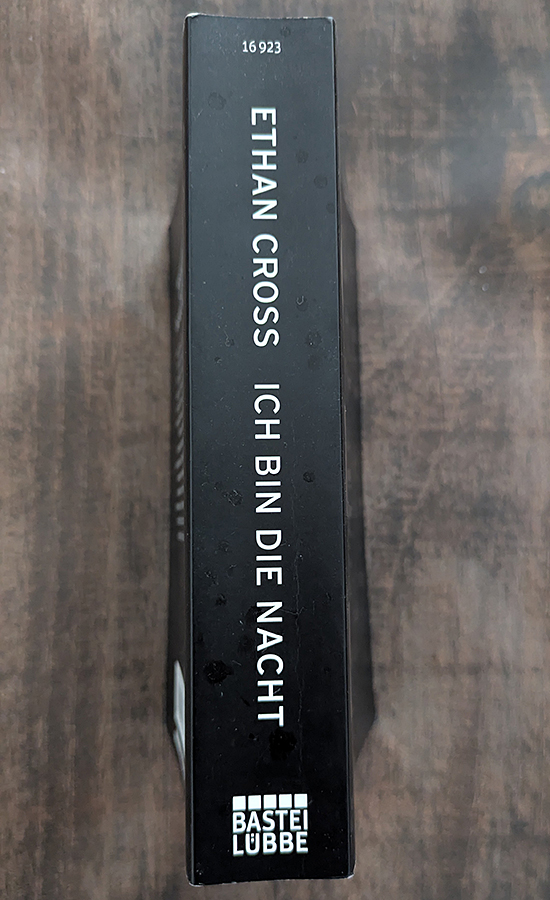 16 923
ETHAN CROSS ICH BIN DIE NACHT
BASTEI
LÜBBE